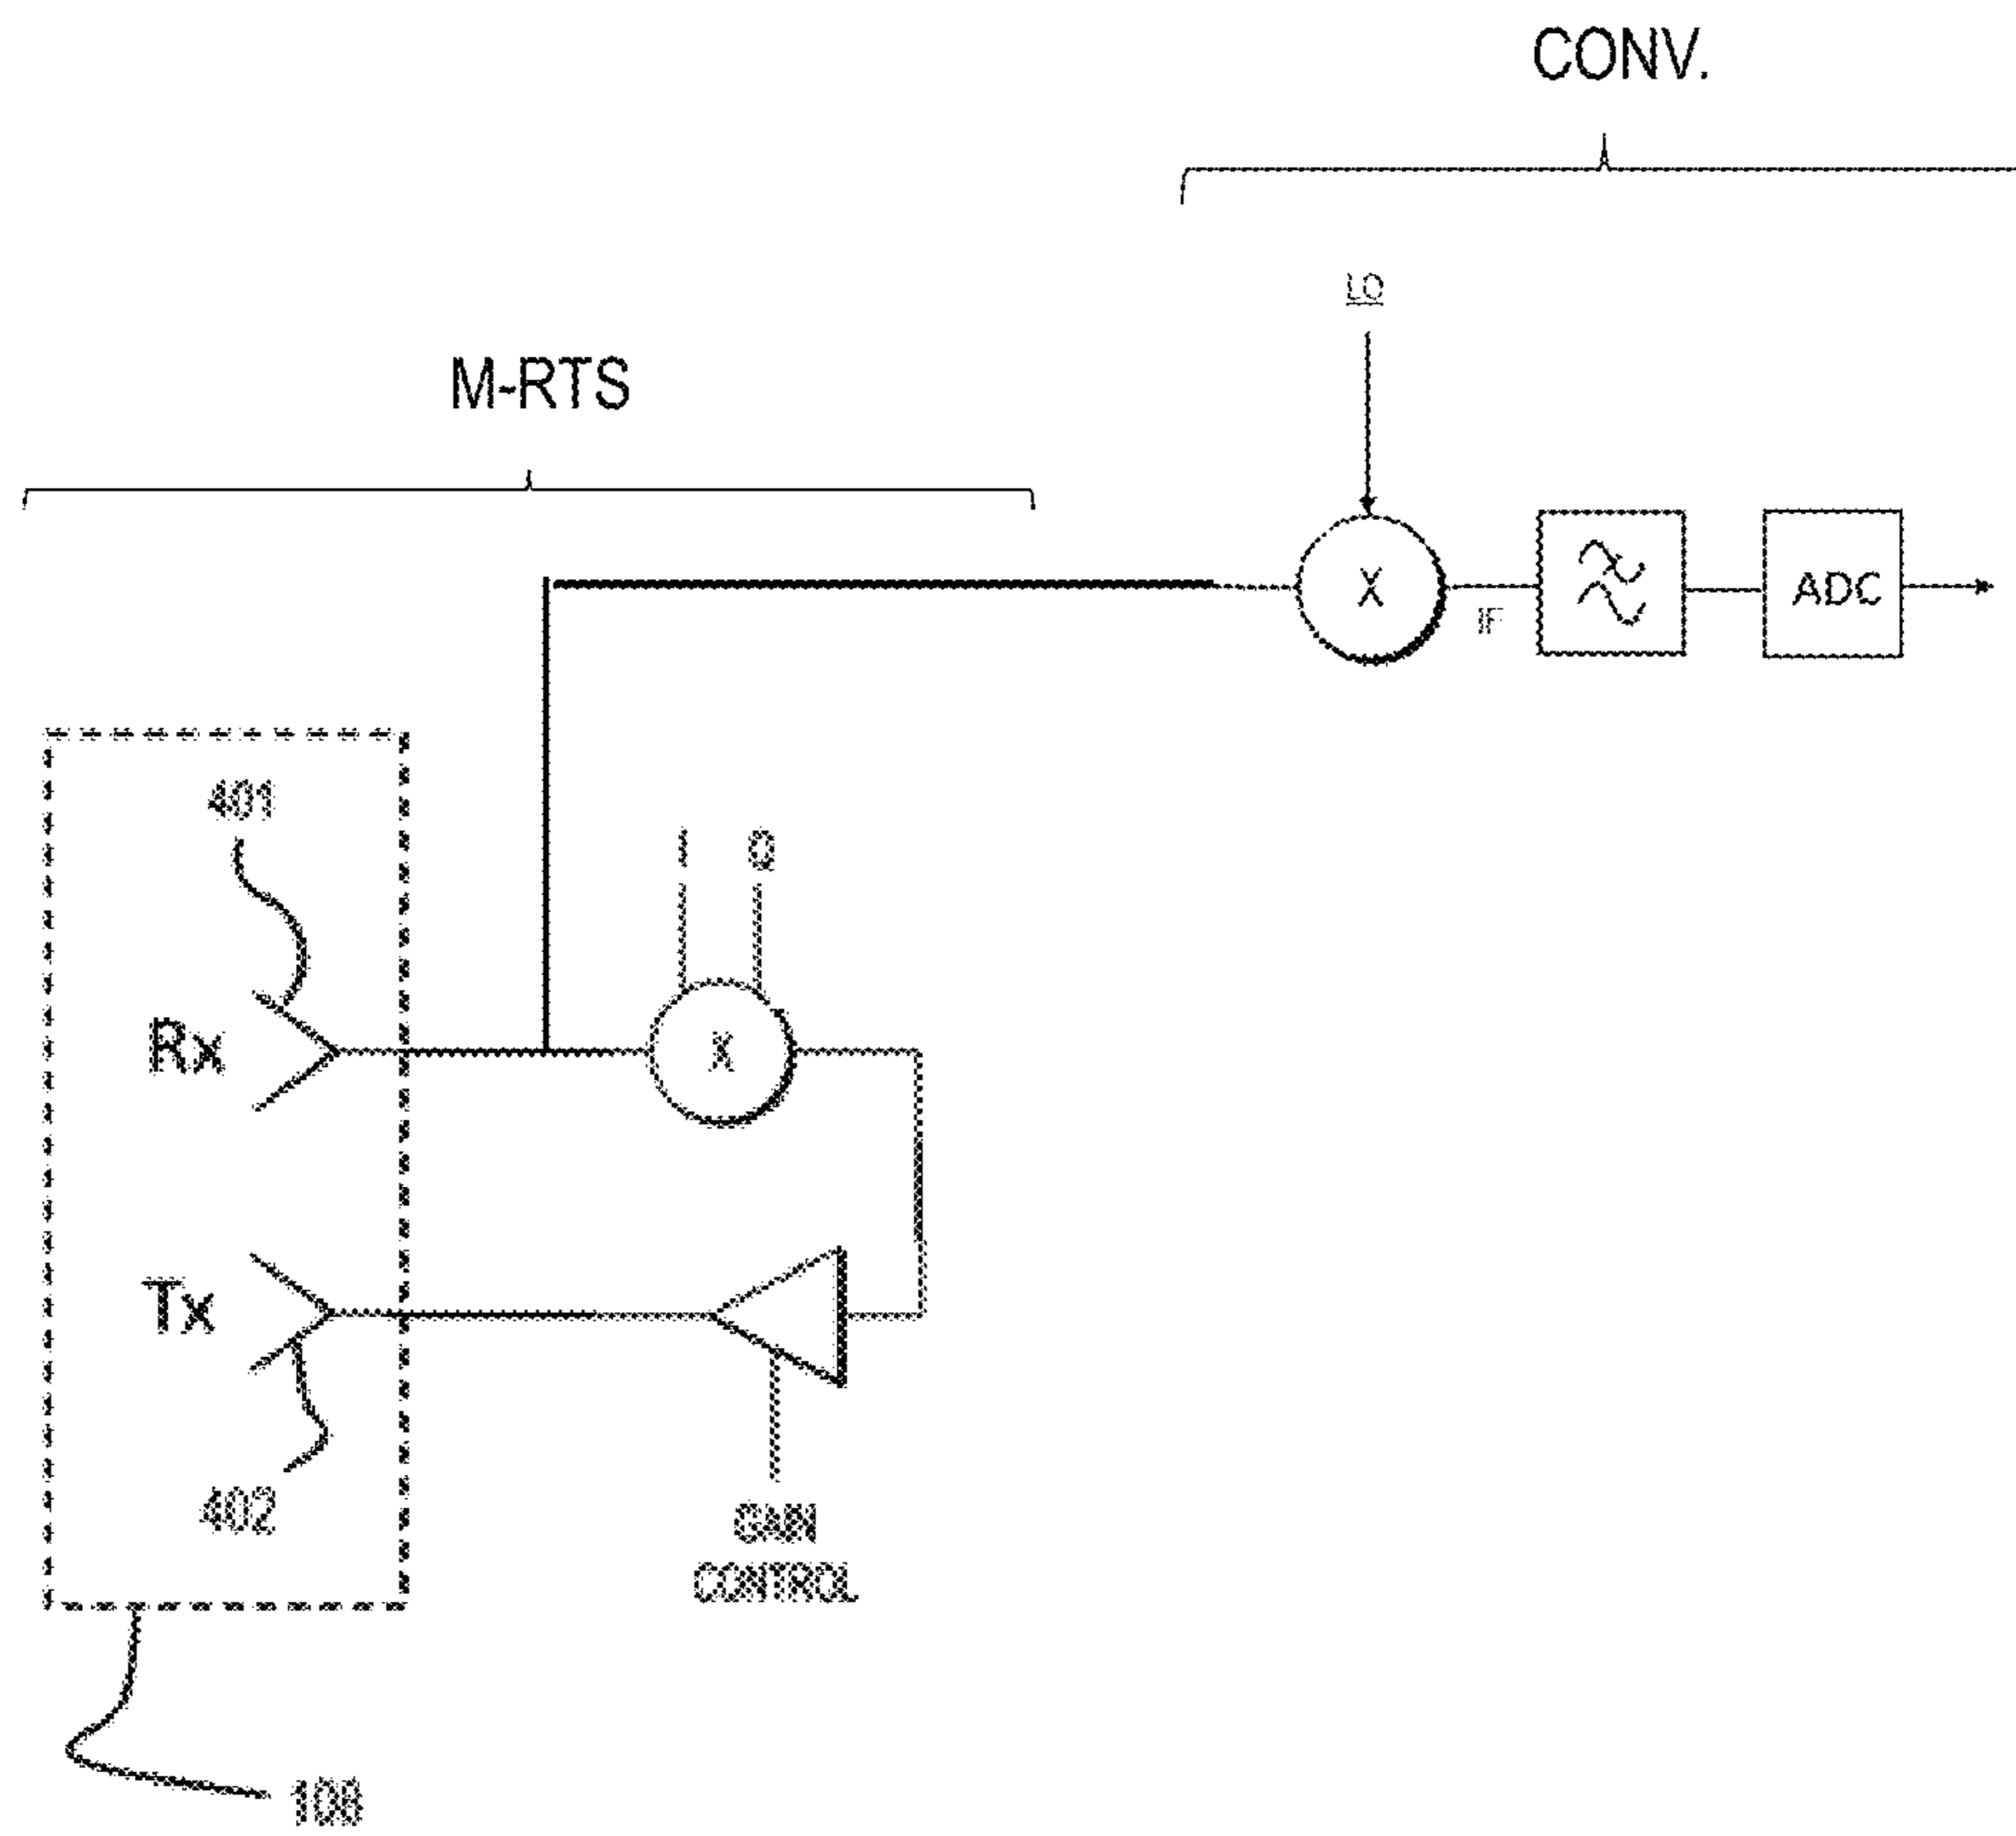 CONV.
LO
M-RTS
X
IF
ADC
401
I Q
Rx
X
Tx
402
GAIN
CONTROL
108